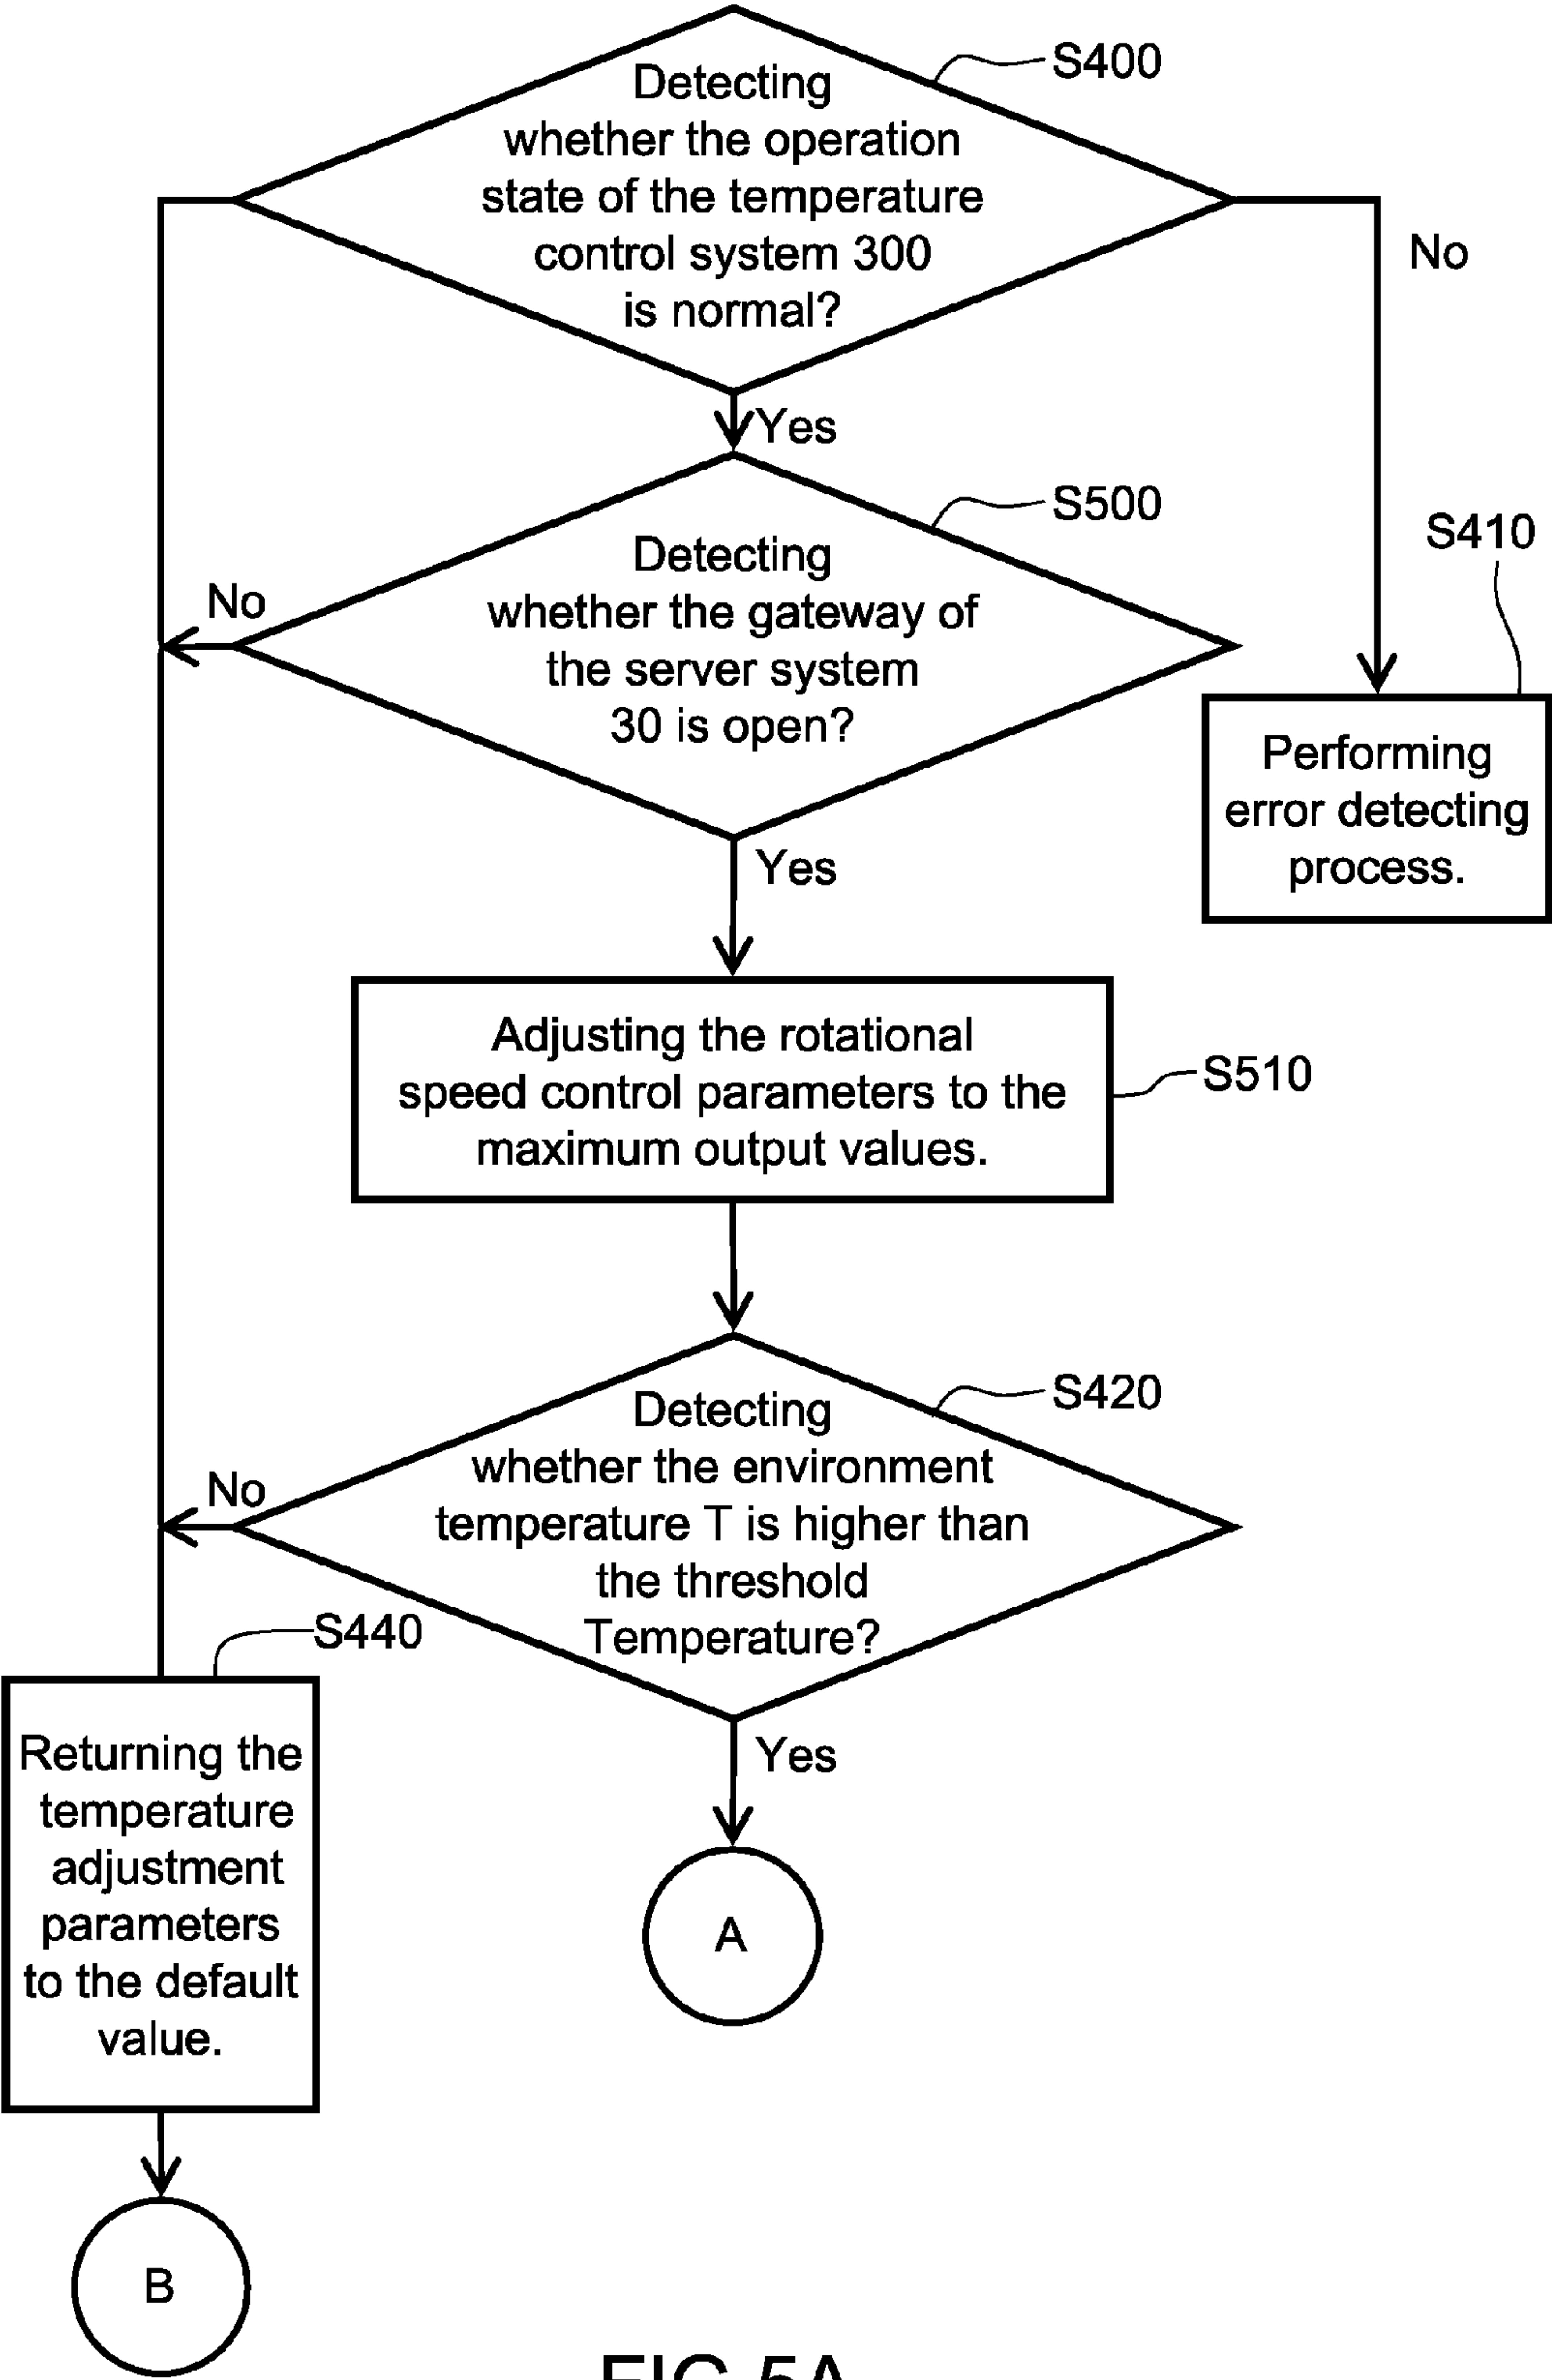 Detecting
whether the operation
state of the temperature
control system 300
is normal?
S400
No
Yes
Detecting
whether the gateway of
the server system
30 is open?
S500
No
S410
Performing
error detecting
process.
Yes
Adjusting the rotational
speed control parameters to the
maximum output values.
S510
Detecting
whether the environment
temperature T is higher than
the threshold
Temperature?
S420
No
S440
Yes
Returning the
temperature
adjustment
parameters
to the default
value.
A
B
FIG.5A